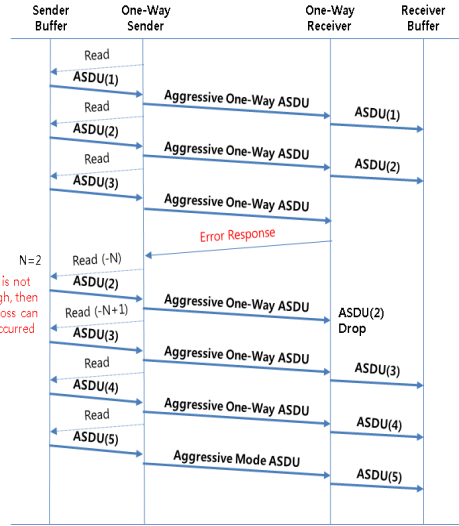 Sender Buffer
One-Way Sender
One-Way Receiver
Receiver Buffer
Read
ASDU(1)
Aggressive One-Way ASDU
ASDU(1)
Read
ASDU(2)
Aggressive One-Way ASDU
ASDU(2)
Read
ASDU(3)
Aggressive One-Way ASDU
Error Response
N=2
Read (-N)
is not
then
ASDU(2)
Aggressive One-Way ASDU
ASDU(2)
Drop
Read (-N+1)
can
ASDU(3)
Aggressive One-Way ASDU
ASDU(3)
Read
ASDU(4)
Aggressive One-Way ASDU
ASDU(4)
Read
ASDU(5)
Aggressive Mode ASDU
ASDU(5)